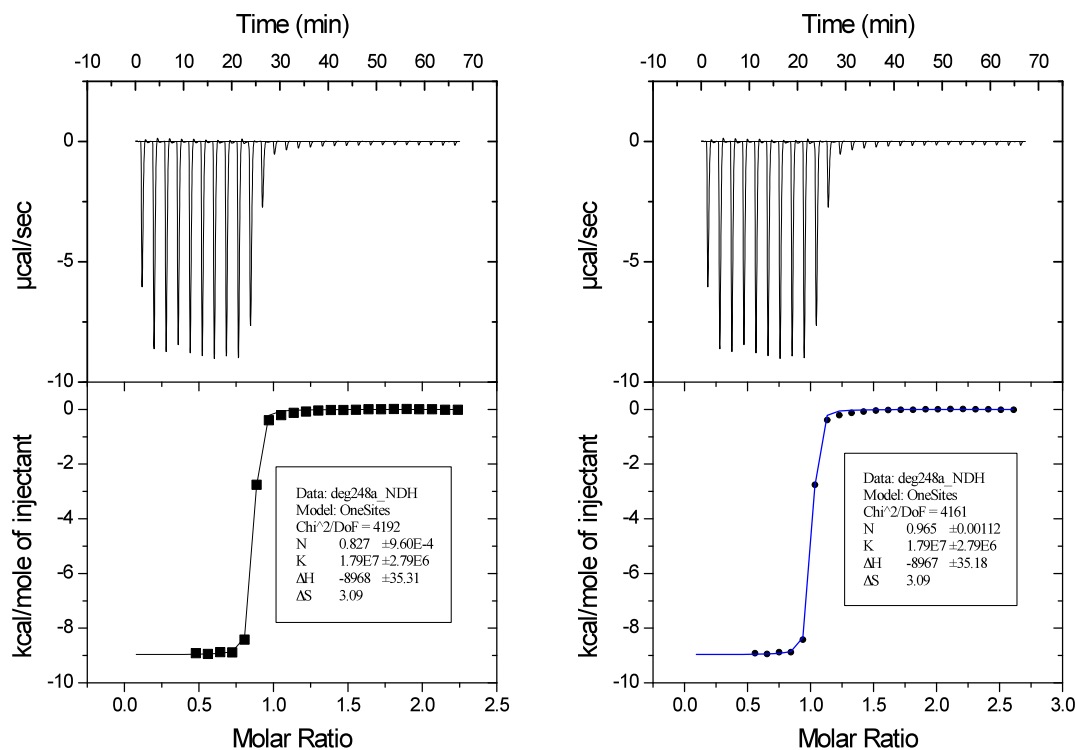 Time (min)
-10 0 10 20 30 40 50 60 70
0
-5
-10
µcal/sec
0
-2
-4
-6
-8
-10
kcal/mole of injectant
Data: deg248a_NDH
Model: OneSites
Chi^2/DoF = 4192
N 0.827 ±9.60E-4
K 1.79E7 ±2.79E6
ΔH -8968 ±35.31
ΔS 3.09
0.0 0.5 1.0 1.5 2.0 2.5
Molar Ratio
Time (min)
-10 0 10 20 30 40 50 60 70
0
-5
-10
µcal/sec
0
-2
-4
-6
-8
-10
kcal/mole of injectant
Data: deg248a_NDH
Model: OneSites
Chi^2/DoF = 4161
N 0.965 ±0.00112
K 1.79E7 ±2.79E6
ΔH -8967 ±35.18
ΔS 3.09
0.0 0.5 1.0 1.5 2.0 2.5 3.0
Molar Ratio